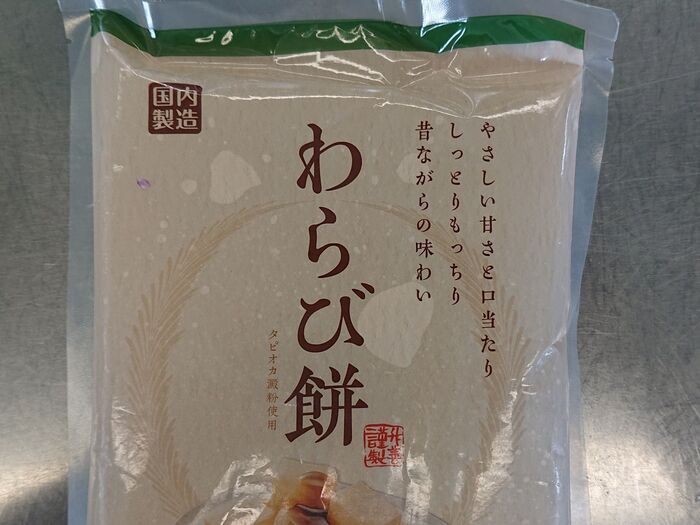 国内
製造
やさしい甘さと口当たり
しっとりもっちり
昔ながらの味わい
わらび餅
タピオカ澱粉使用
謹製